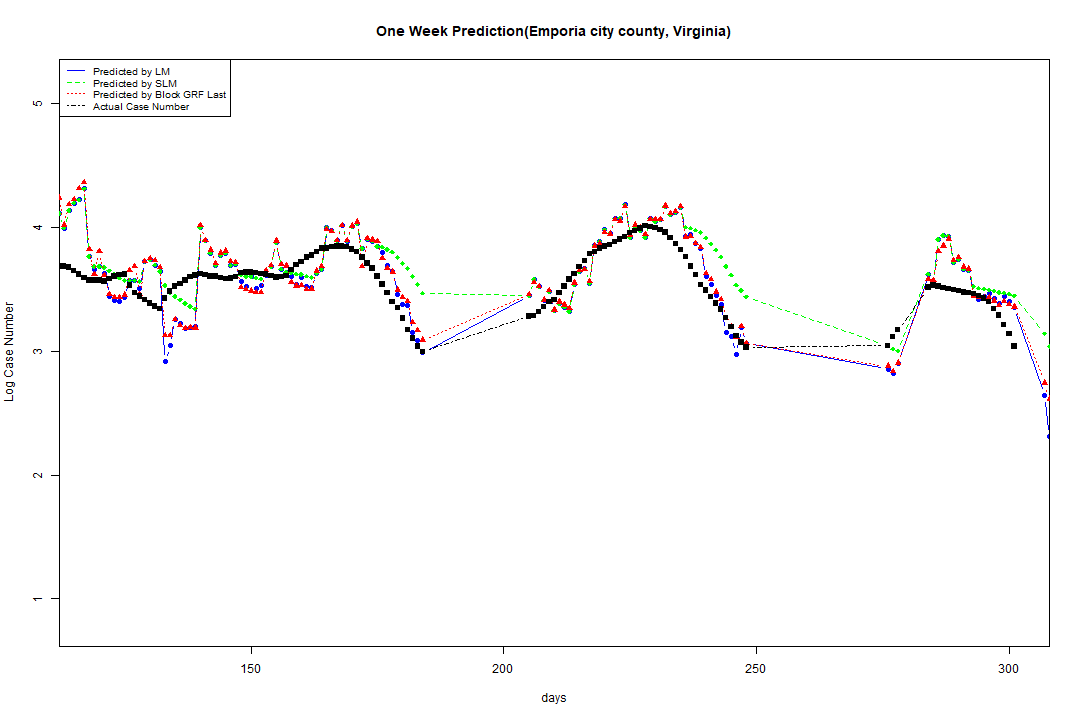 One Week Prediction(Emporia city county, Virginia)
Predicted by LM
Predicted by SLM
Predicted by Block GRF Last
Actual Case Number
5
4
3
2
1
Log Case Number
150
200
250
300
days